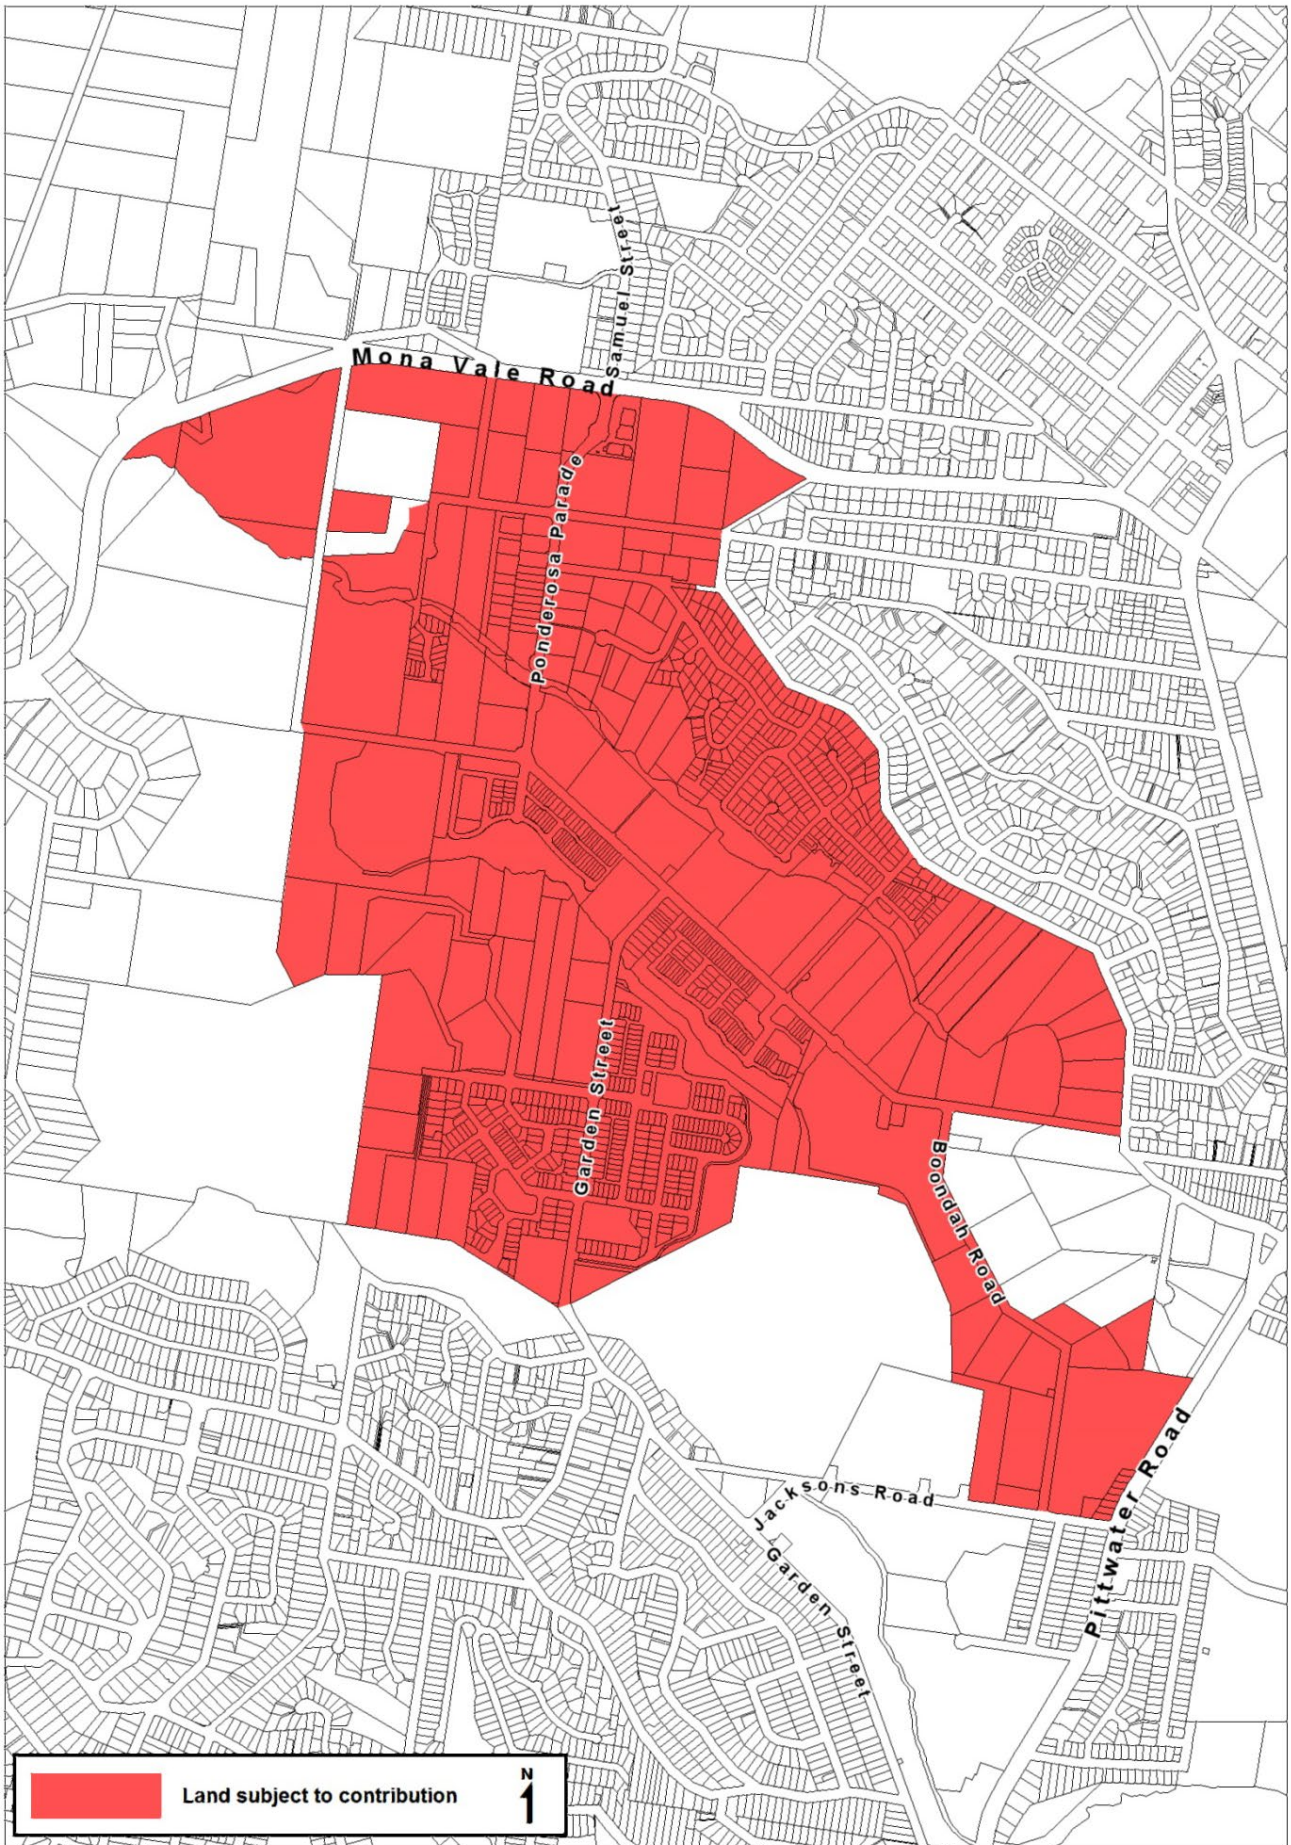 Samuel Street
Mona Vale Road
Ponderosa Parade
Garden Street
Boondah Road
Pittwater Road
Jacksons Road
Garden Street
Land subject to contribution
N